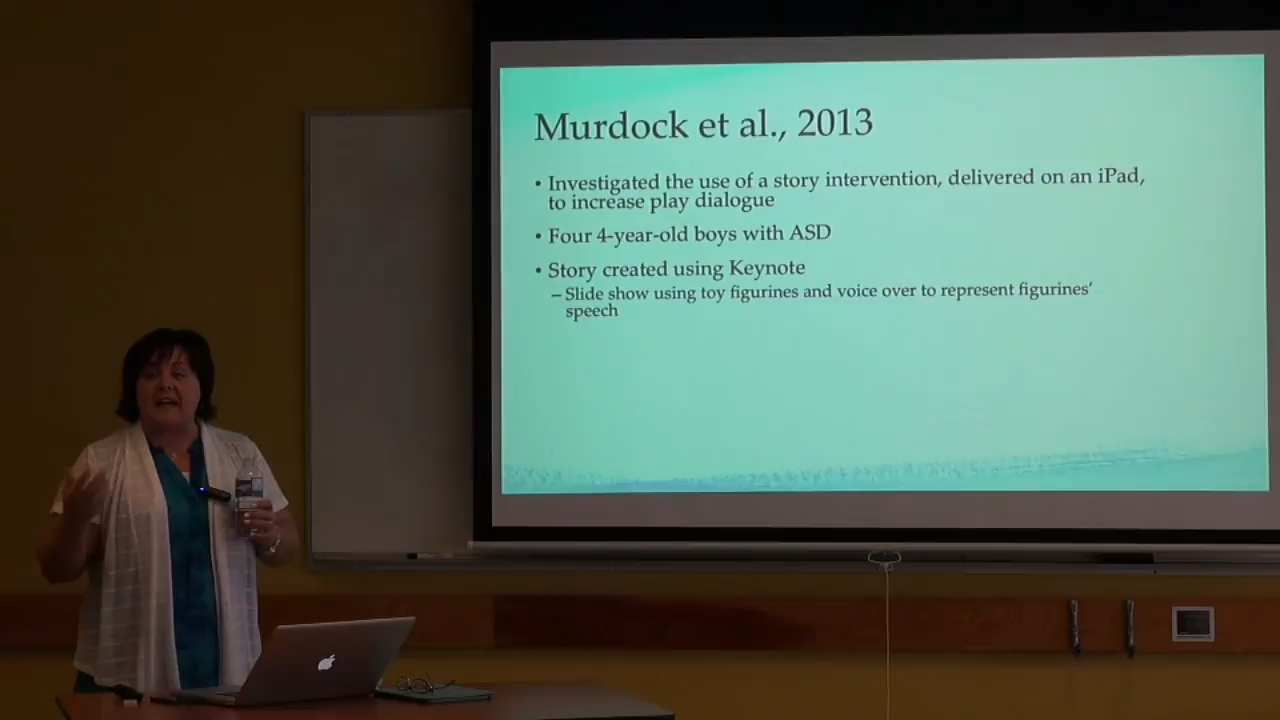 Murdock et al., 2013
• Investigated the use of a story intervention, delivered on an iPad,
to increase play dialogue
• Four 4-year-old boys with ASD
• Story created using Keynote
– Slide show using toy figurines and voice over to represent figurines'
speech